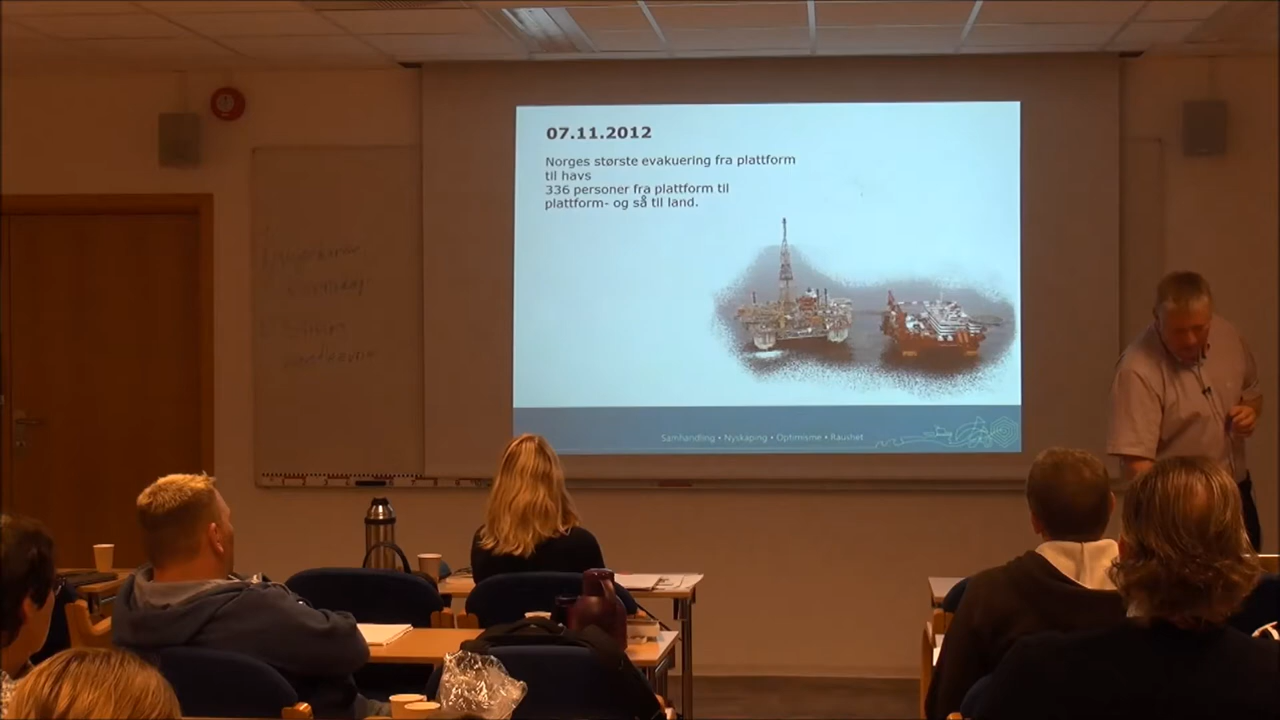 07.11.2012
Norges største evakuering fra plattform
til havs
336 personer fra plattform til
plattform- og så til land.
Samhandling • Nyskaping • Optimisme • Raushet